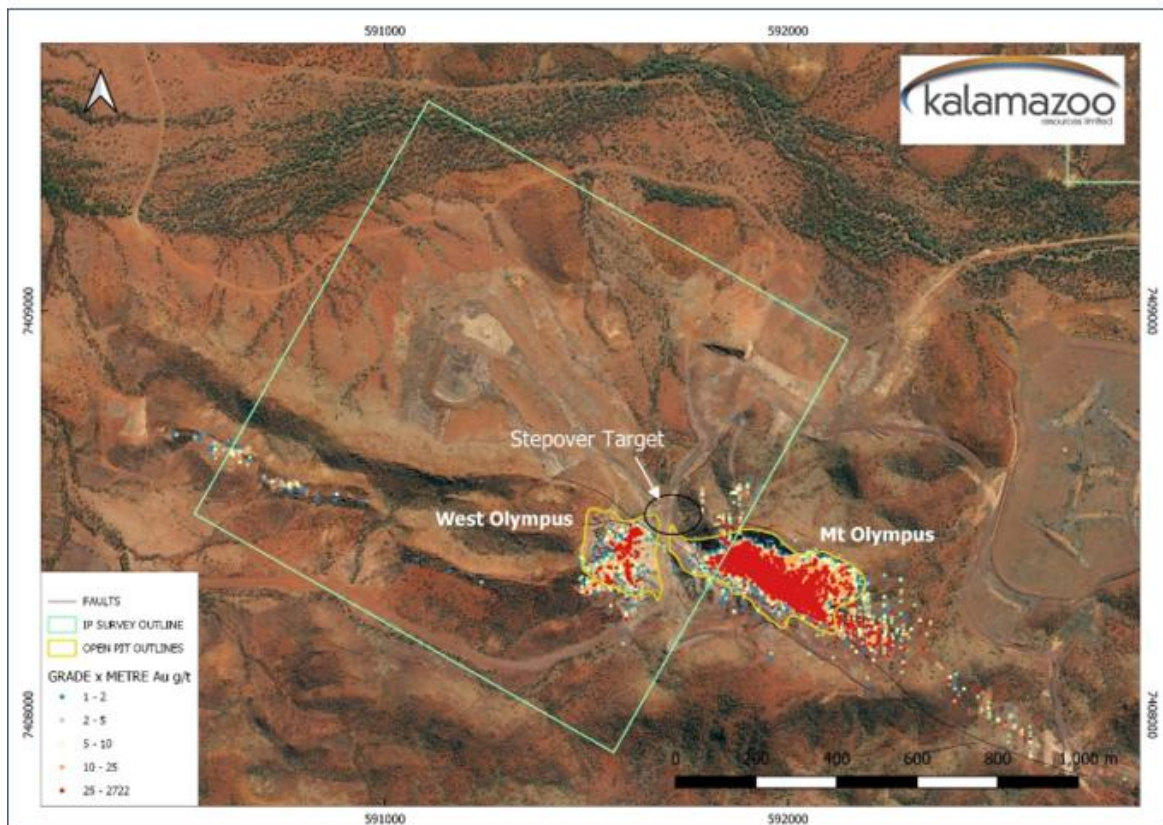 591000
592000
kalamazoo
resources limited
7409000
7409000
Stepover Target
West Olympus
Mt Olympus
FAULTS
IP SURVEY OUTLINE
OPEN PIT OUTLINES
GRADE x METRE Au g/t
1 - 2
2 - 5
5 - 10
10 - 25
25 - 2722
7408000
7408000
0 200 400 600 800 1,000 m
591000
592000